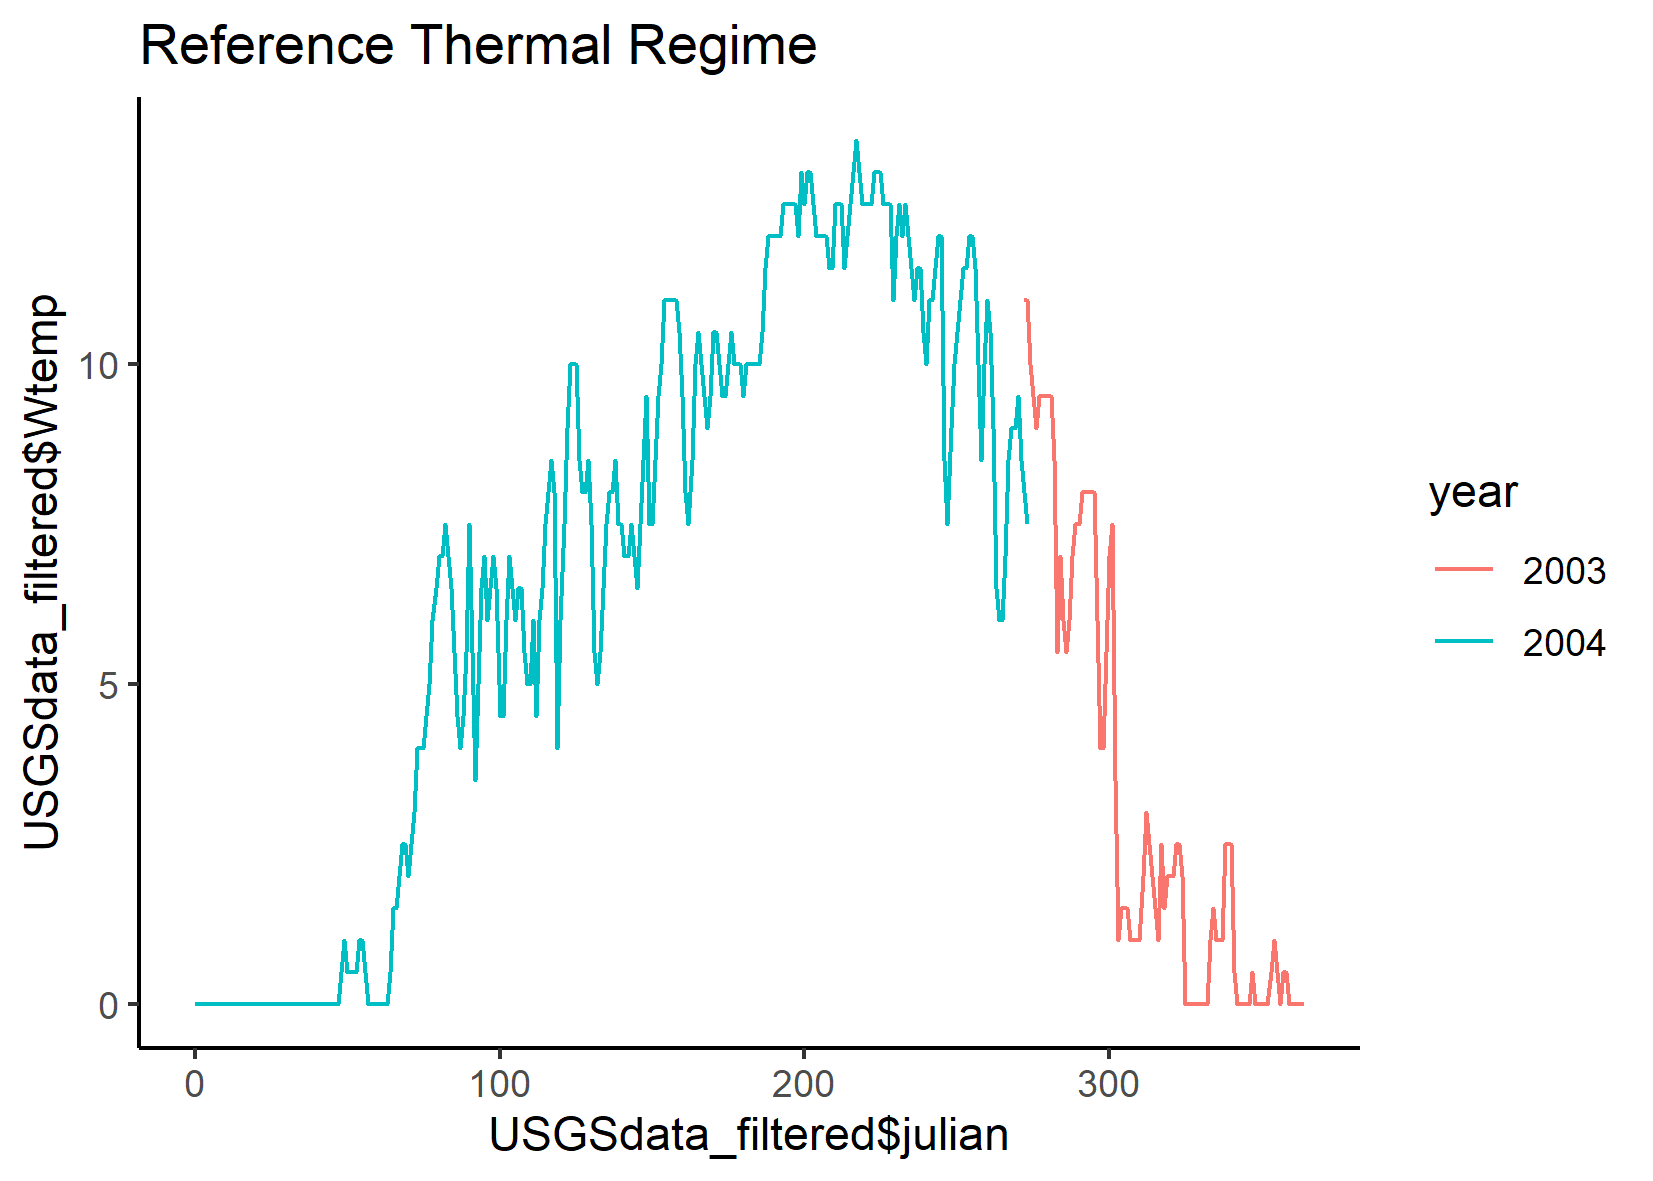 Reference Thermal Regime
USGSdata_filtered$Wtemp
10
5
0
0 100 200 300
USGSdata_filtered$julian
year
2003
2004